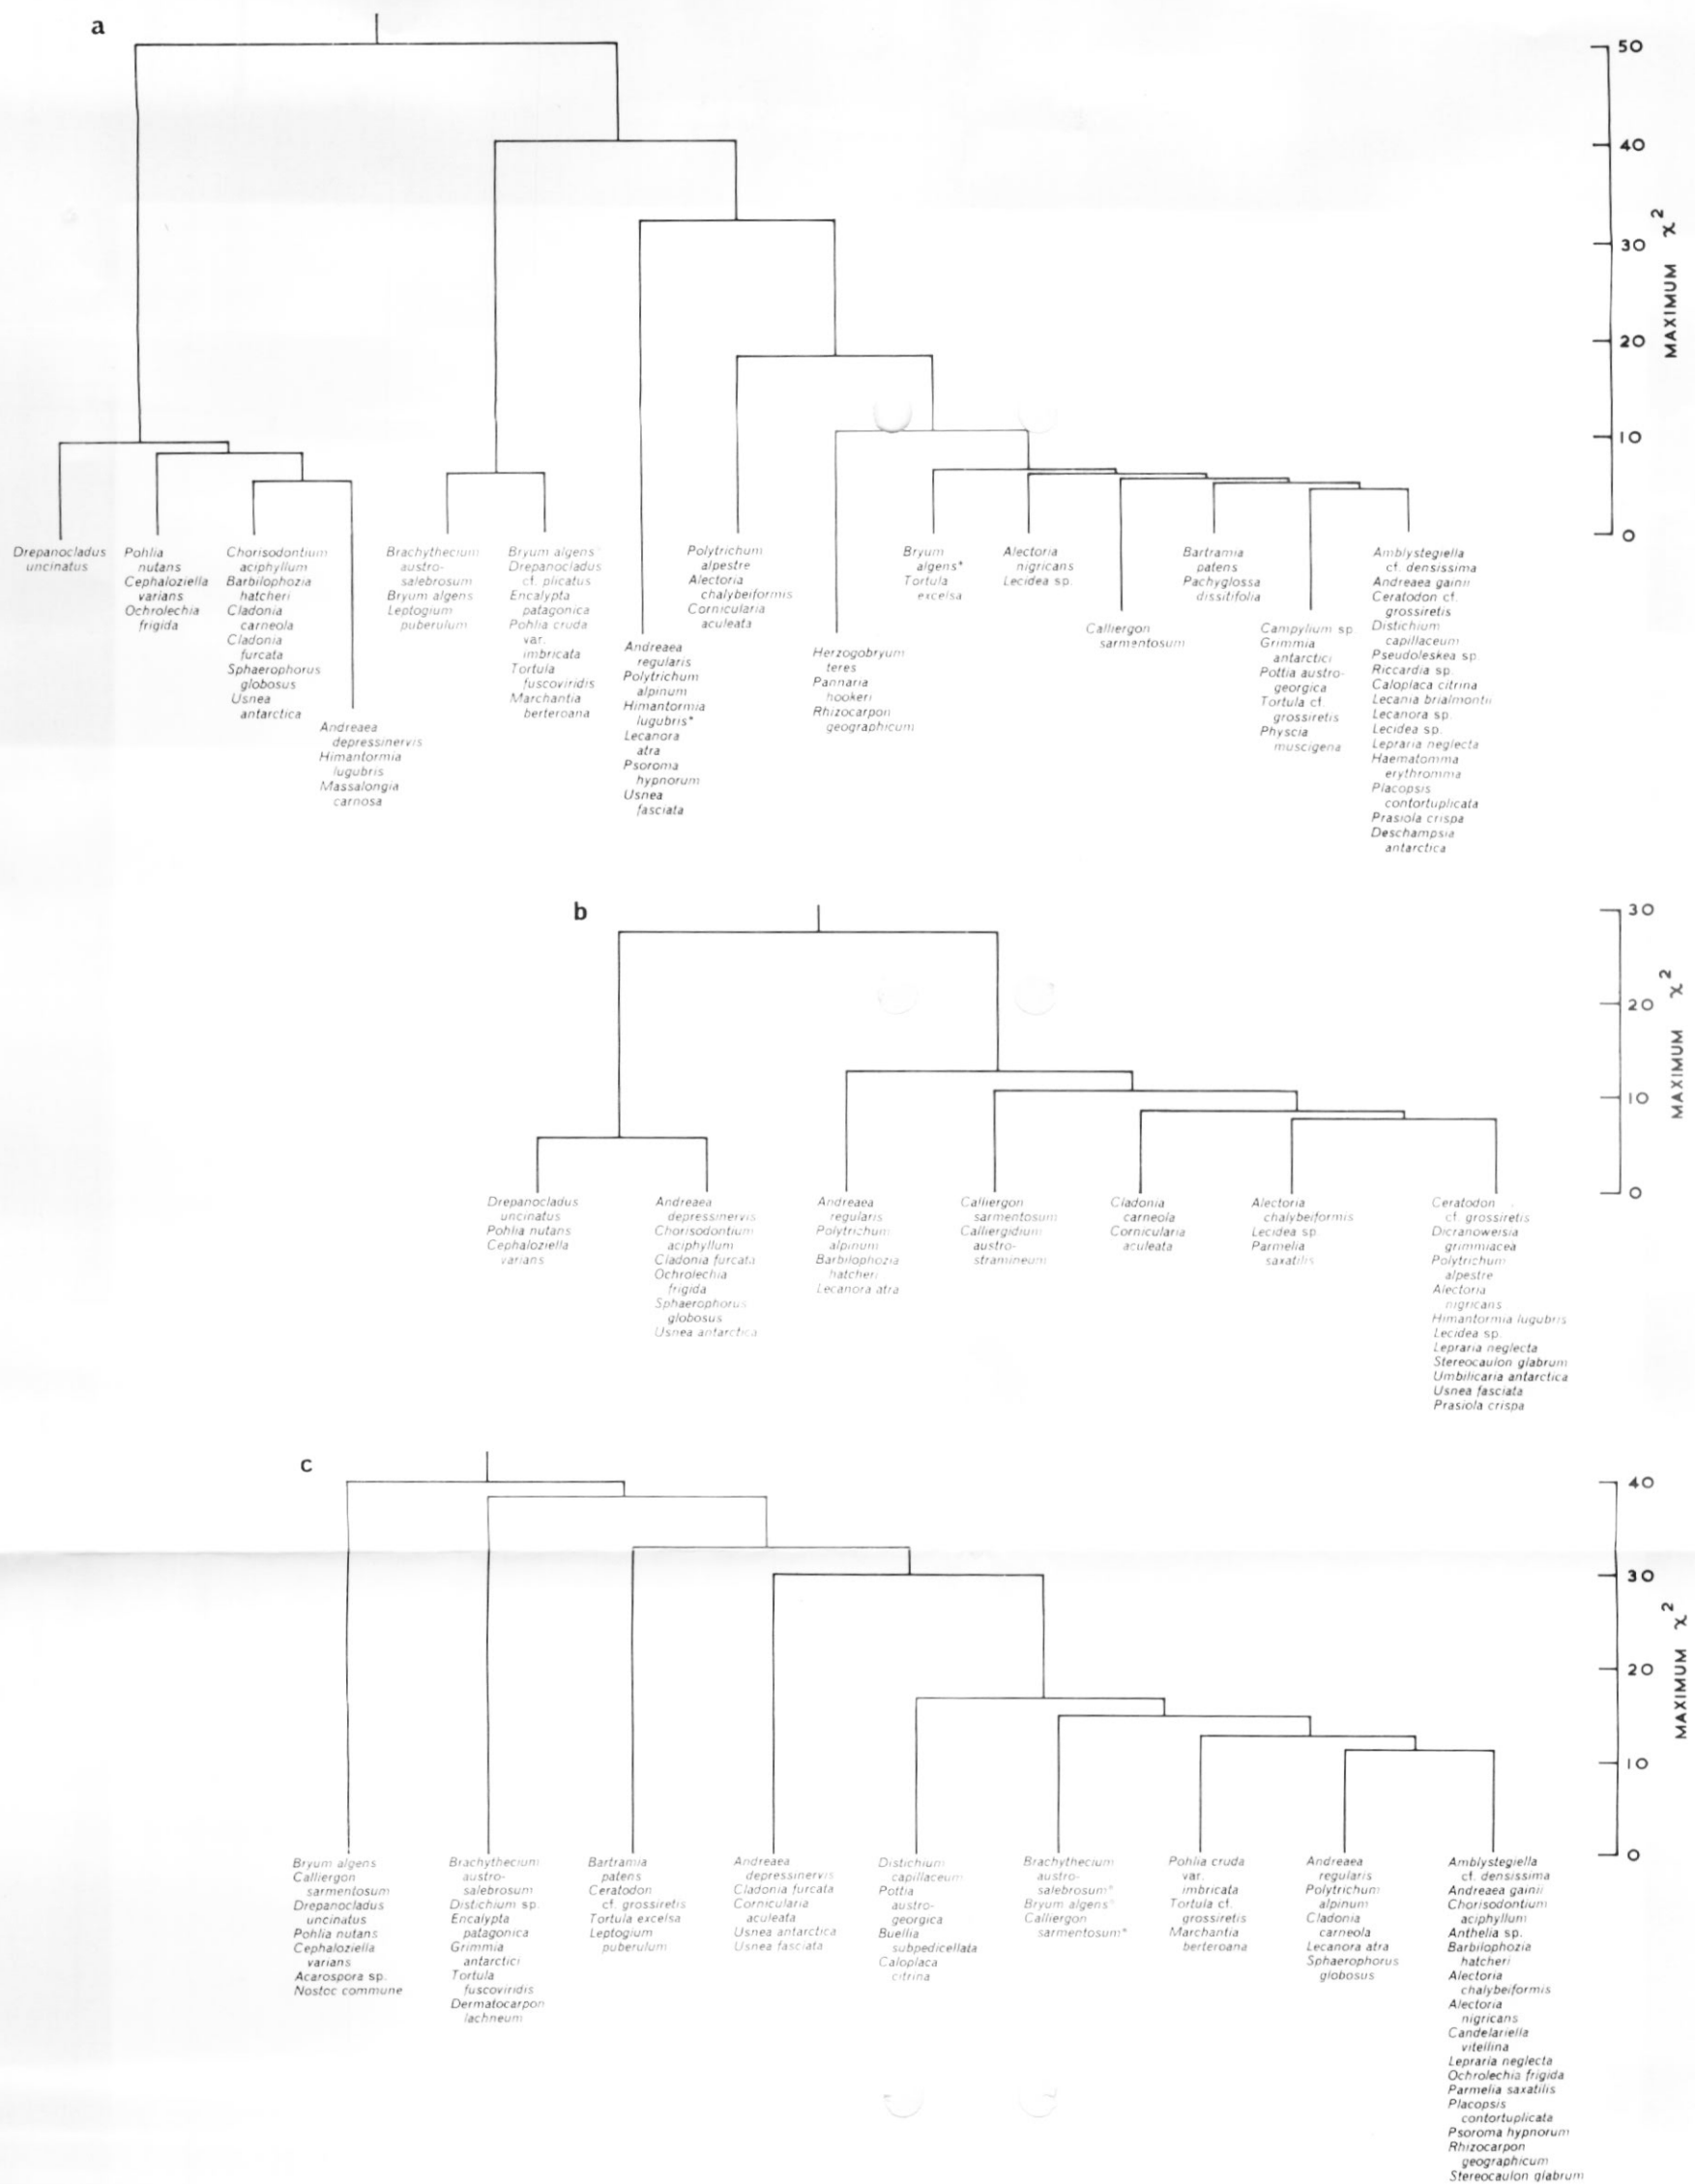 a
50
40
30
20
10
0
MAXIMUM χ²
Drepanocladus
uncinatus
Pohlia
nutans
Cephaloziella
varians
Ochrolechia
frigida
Chorisodontium
aciphyllum
Barbilophozia
hatcheri
Cladonia
carneola
Cladonia
furcata
Sphaerophorus
globosus
Usnea
antarctica
Andreaea
depressinervis
Himantormia
lugubris
Massalongia
carnosa
Brachythecium
austro-
salebrosum
Bryum algens
Leptogium
puberulum
Bryum algens*
Drepanocladus
cf. plicatus
Encalypta
patagonica
Pohlia cruda
var.
imbricata
Tortula
fuscoviridis
Marchantia
berteroana
Andreaea
regularis
Polytrichum
alpinum
Himantormia
lugubris*
Lecanora
atra
Psoroma
hypnorum
Usnea
fasciata
Polytrichum
alpestre
Alectoria
chalybeiformis
Cornicularia
aculeata
Herzogobryum
teres
Pannaria
hookeri
Rhizocarpon
geographicum
Bryum
algens*
Tortula
excelsa
Alectoria
nigricans
Lecidea sp.
Calliergon
sarmentosum
Bartramia
patens
Pachyglossa
dissitifolia
Campylium sp.
Grimmia
antarctici
Pottia austro-
georgica
Tortula cf.
grossiretis
Physcia
muscigena
Amblystegiella
cf. densissima
Andreaea gainii
Ceratodon cf.
grossiretis
Distichium
capillaceum
Pseudoleskea sp.
Riccardia sp.
Caloplaca citrina
Lecania brialmontii
Lecanora sp.
Lecidea sp.
Lepraria neglecta
Haematomma
erythromma
Placopsis
contortuplicata
Prasiola crispa
Deschampsia
antarctica
b
30
20
10
0
MAXIMUM χ²
Drepanocladus
uncinatus
Pohlia nutans
Cephaloziella
varians
Andreaea
depressinervis
Chorisodontium
aciphyllum
Cladonia furcata
Ochrolechia
frigida
Sphaerophorus
globosus
Usnea antarctica
Andreaea
regularis
Polytrichum
alpinum
Barbilophozia
hatcheri
Lecanora atra
Calliergon
sarmentosum
Calliergidium
austro-
stramineum
Cladonia
carneola
Cornicularia
aculeata
Alectoria
chalybeiformis
Lecidea sp.
Parmelia
saxatilis
Ceratodon
cf. grossiretis
Dicranoweisia
grimmiacea
Polytrichum
alpestre
Alectoria
nigricans
Himantormia lugubris
Lecidea sp.
Lepraria neglecta
Stereocaulon glabrum
Umbilicaria antarctica
Usnea fasciata
Prasiola crispa
c
40
30
20
10
0
MAXIMUM χ²
Bryum algens
Calliergon
sarmentosum
Drepanocladus
uncinatus
Pohlia nutans
Cephaloziella
varians
Acarospora sp.
Nostoc commune
Brachythecium
austro-
salebrosum
Distichium sp.
Encalypta
patagonica
Grimmia
antarctici
Tortula
fuscoviridis
Dermatocarpon
lachneum
Bartramia
patens
Ceratodon
cf. grossiretis
Tortula excelsa
Leptogium
puberulum
Andreaea
depressinervis
Cladonia furcata
Cornicularia
aculeata
Usnea antarctica
Usnea fasciata
Distichium
capillaceum
Pottia
austro-
georgica
Buellia
subpedicellata
Caloplaca
citrina
Brachythecium
austro-
salebrosum*
Bryum algens*
Calliergon
sarmentosum*
Pohlia cruda
var.
imbricata
Tortula cf.
grossiretis
Marchantia
berteroana
Andreaea
regularis
Polytrichum
alpinum
Cladonia
carneola
Lecanora atra
Sphaerophorus
globosus
Amblystegiella
cf. densissima
Andreaea gainii
Chorisodontium
aciphyllum
Anthelia sp.
Barbilophozia
hatcheri
Alectoria
chalybeiformis
Alectoria
nigricans
Candelariella
vitellina
Lepraria neglecta
Ochrolechia frigida
Parmelia saxatilis
Placopsis
contortuplicata
Psoroma hypnorum
Rhizocarpon
geographicum
Stereocaulon glabrum